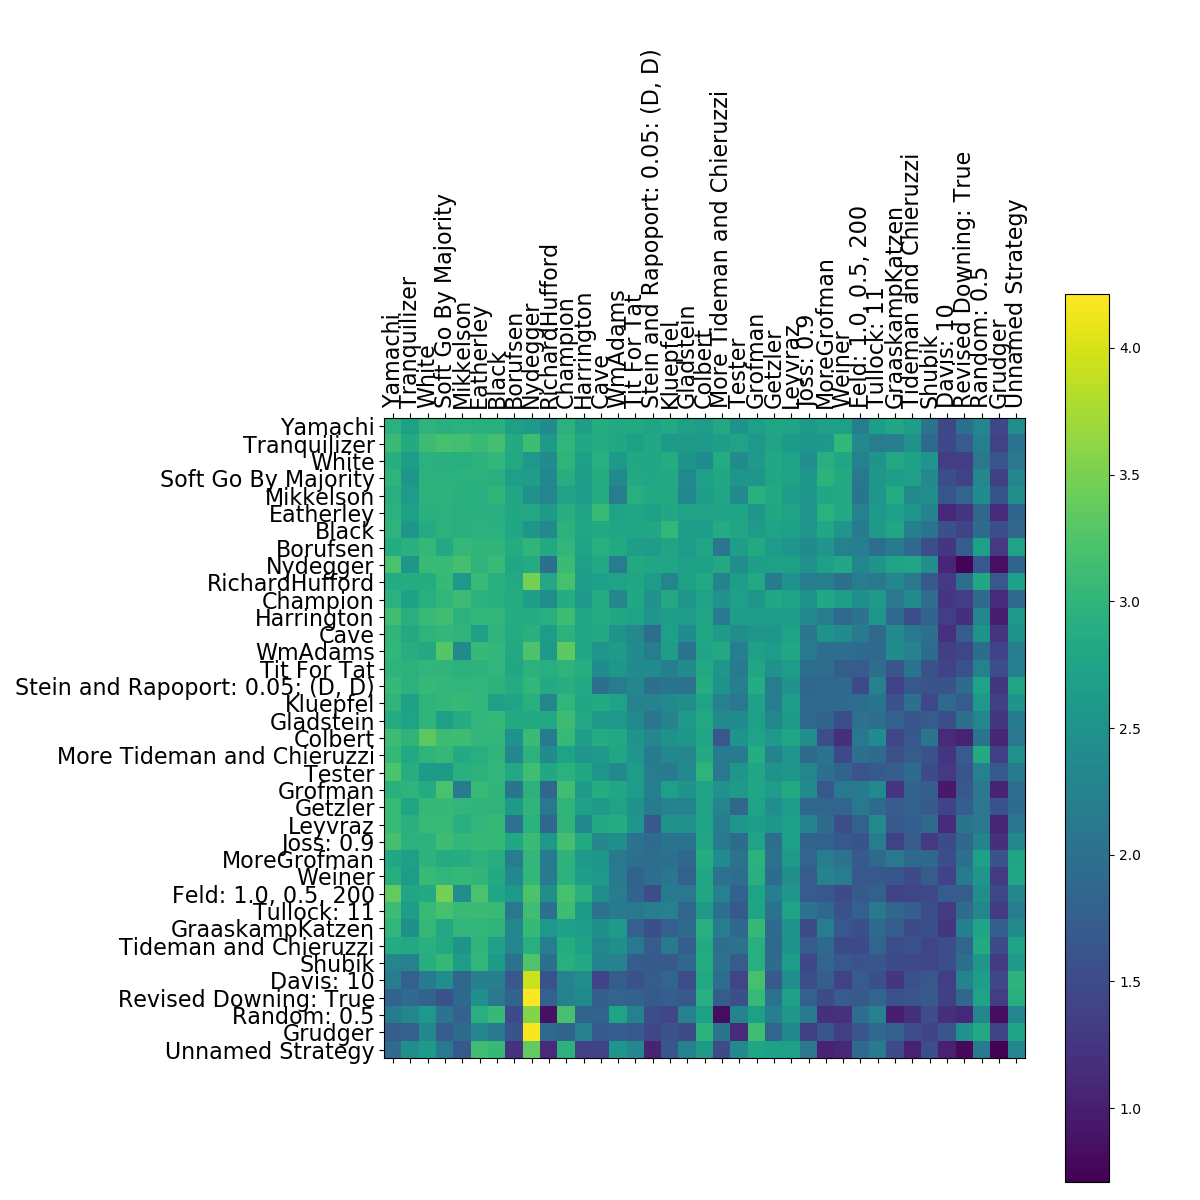 Yamachi
Tranquilizer
White
Soft Go By Majority
Mikkelson
Eatherley
Black
Borufsen
Nydegger
RichardHufford
Champion
Harrington
Cave
WmAdams
Tit For Tat
Stein and Rapoport: 0.05: (D, D)
Kluepfel
Gladstein
Colbert
More Tideman and Chieruzzi
Tester
Grofman
Getzler
Leyvraz
Joss: 0.9
MoreGrofman
Weiner
Feld: 1.0, 0.5, 200
Tullock: 11
GraaskampKatzen
Tideman and Chieruzzi
Shubik
Davis: 10
Revised Downing: True
Random: 0.5
Grudger
Unnamed Strategy
Yamachi
Tranquilizer
White
Soft Go By Majority
Mikkelson
Eatherley
Black
Borufsen
Nydegger
RichardHufford
Champion
Harrington
Cave
WmAdams
Tit For Tat
Stein and Rapoport: 0.05: (D, D)
Kluepfel
Gladstein
Colbert
More Tideman and Chieruzzi
Tester
Grofman
Getzler
Leyvraz
Joss: 0.9
MoreGrofman
Weiner
Feld: 1.0, 0.5, 200
Tullock: 11
GraaskampKatzen
Tideman and Chieruzzi
Shubik
Davis: 10
Revised Downing: True
Random: 0.5
Grudger
Unnamed Strategy
4.0
3.5
3.0
2.5
2.0
1.5
1.0